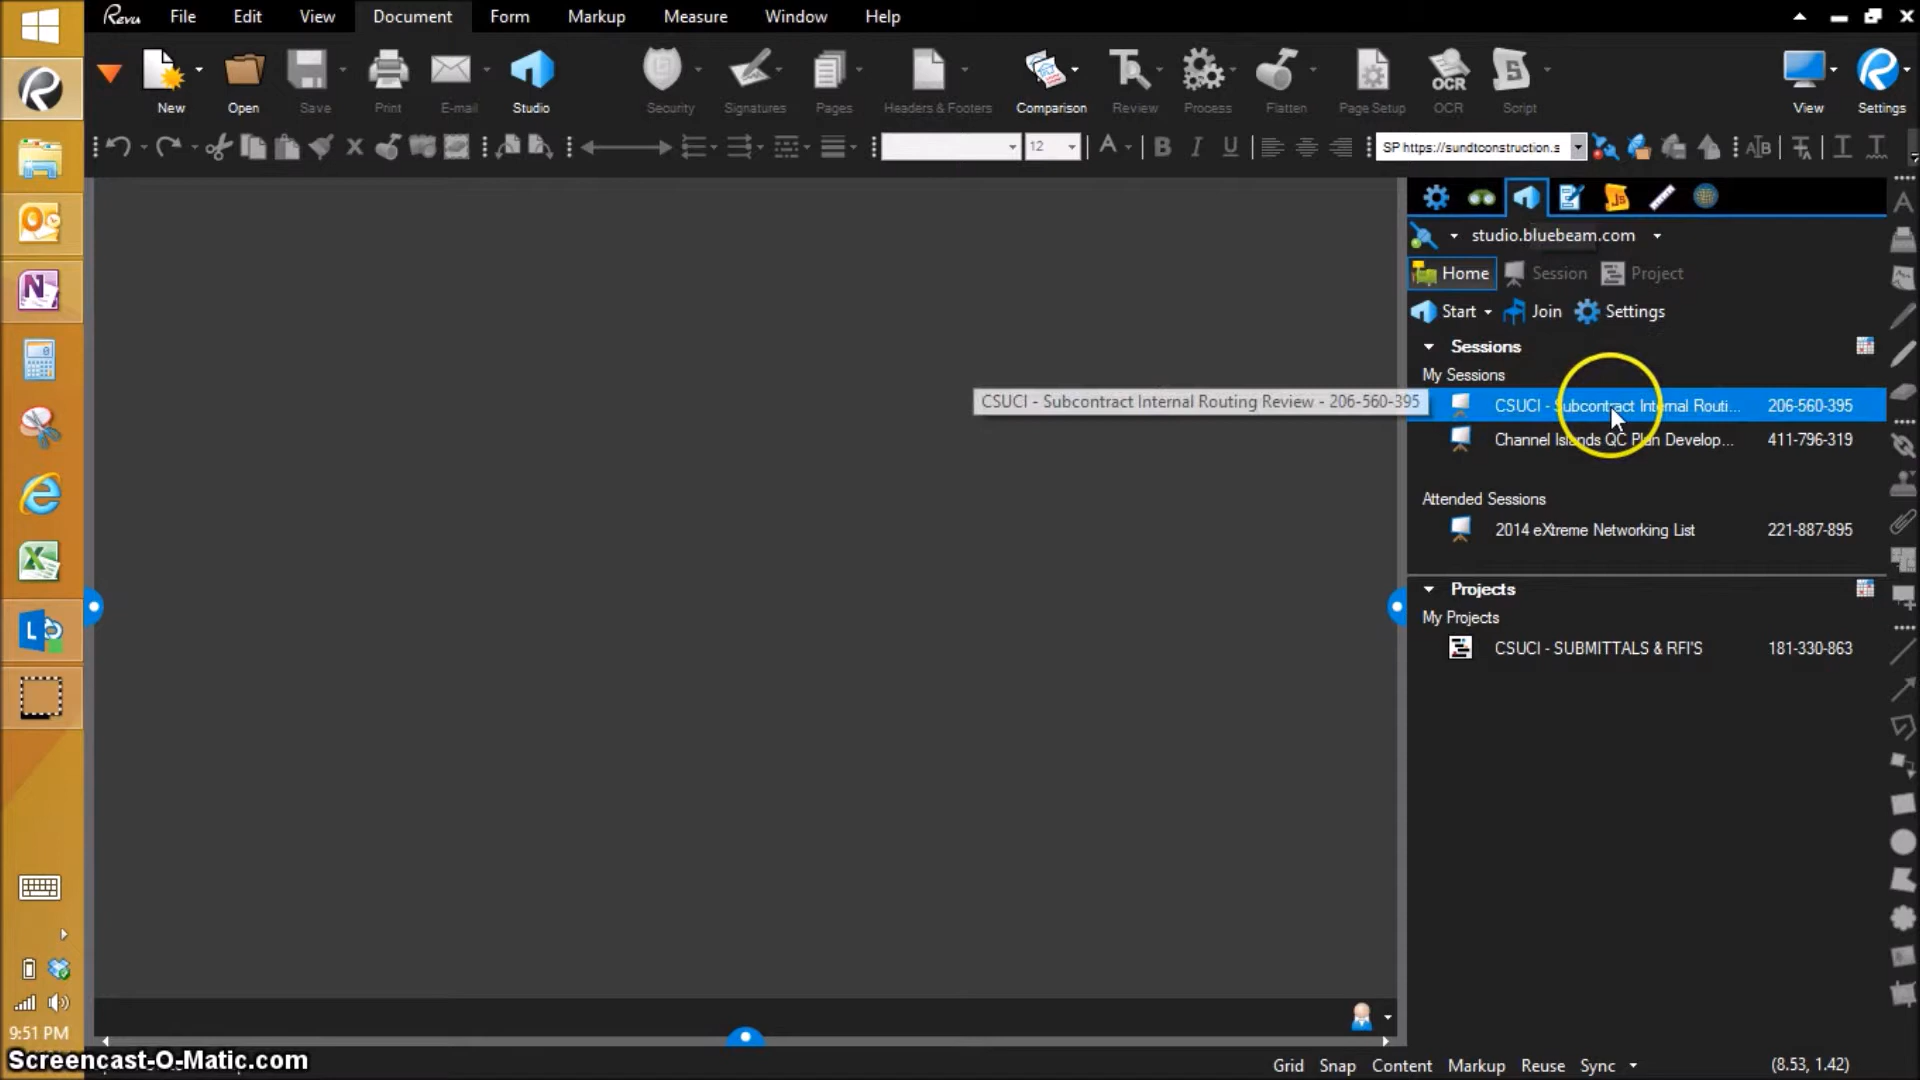 Revu File Edit View Document Form Markup Measure Window Help
New Open Save Print E-mail Studio Security Signatures Pages Headers & Footers Comparison Review Process Flatten Page Setup OCR Script View Settings
12 A B I U SP https://sundtconstruction.s
studio.bluebeam.com
Home Session Project
Start Join Settings
Sessions
My Sessions
CSUCI - Subcontract Internal Routing Review - 206-560-395
CSUCI - Subcontract Internal Routi... 206-560-395
Channel Islands QC Plan Develop... 411-796-319
Attended Sessions
2014 eXtreme Networking List 221-887-895
Projects
My Projects
CSUCI - SUBMITTALS & RFI'S 181-330-863
9:51 PM
Screencast-O-Matic.com
Grid Snap Content Markup Reuse Sync (8.53, 1.42)